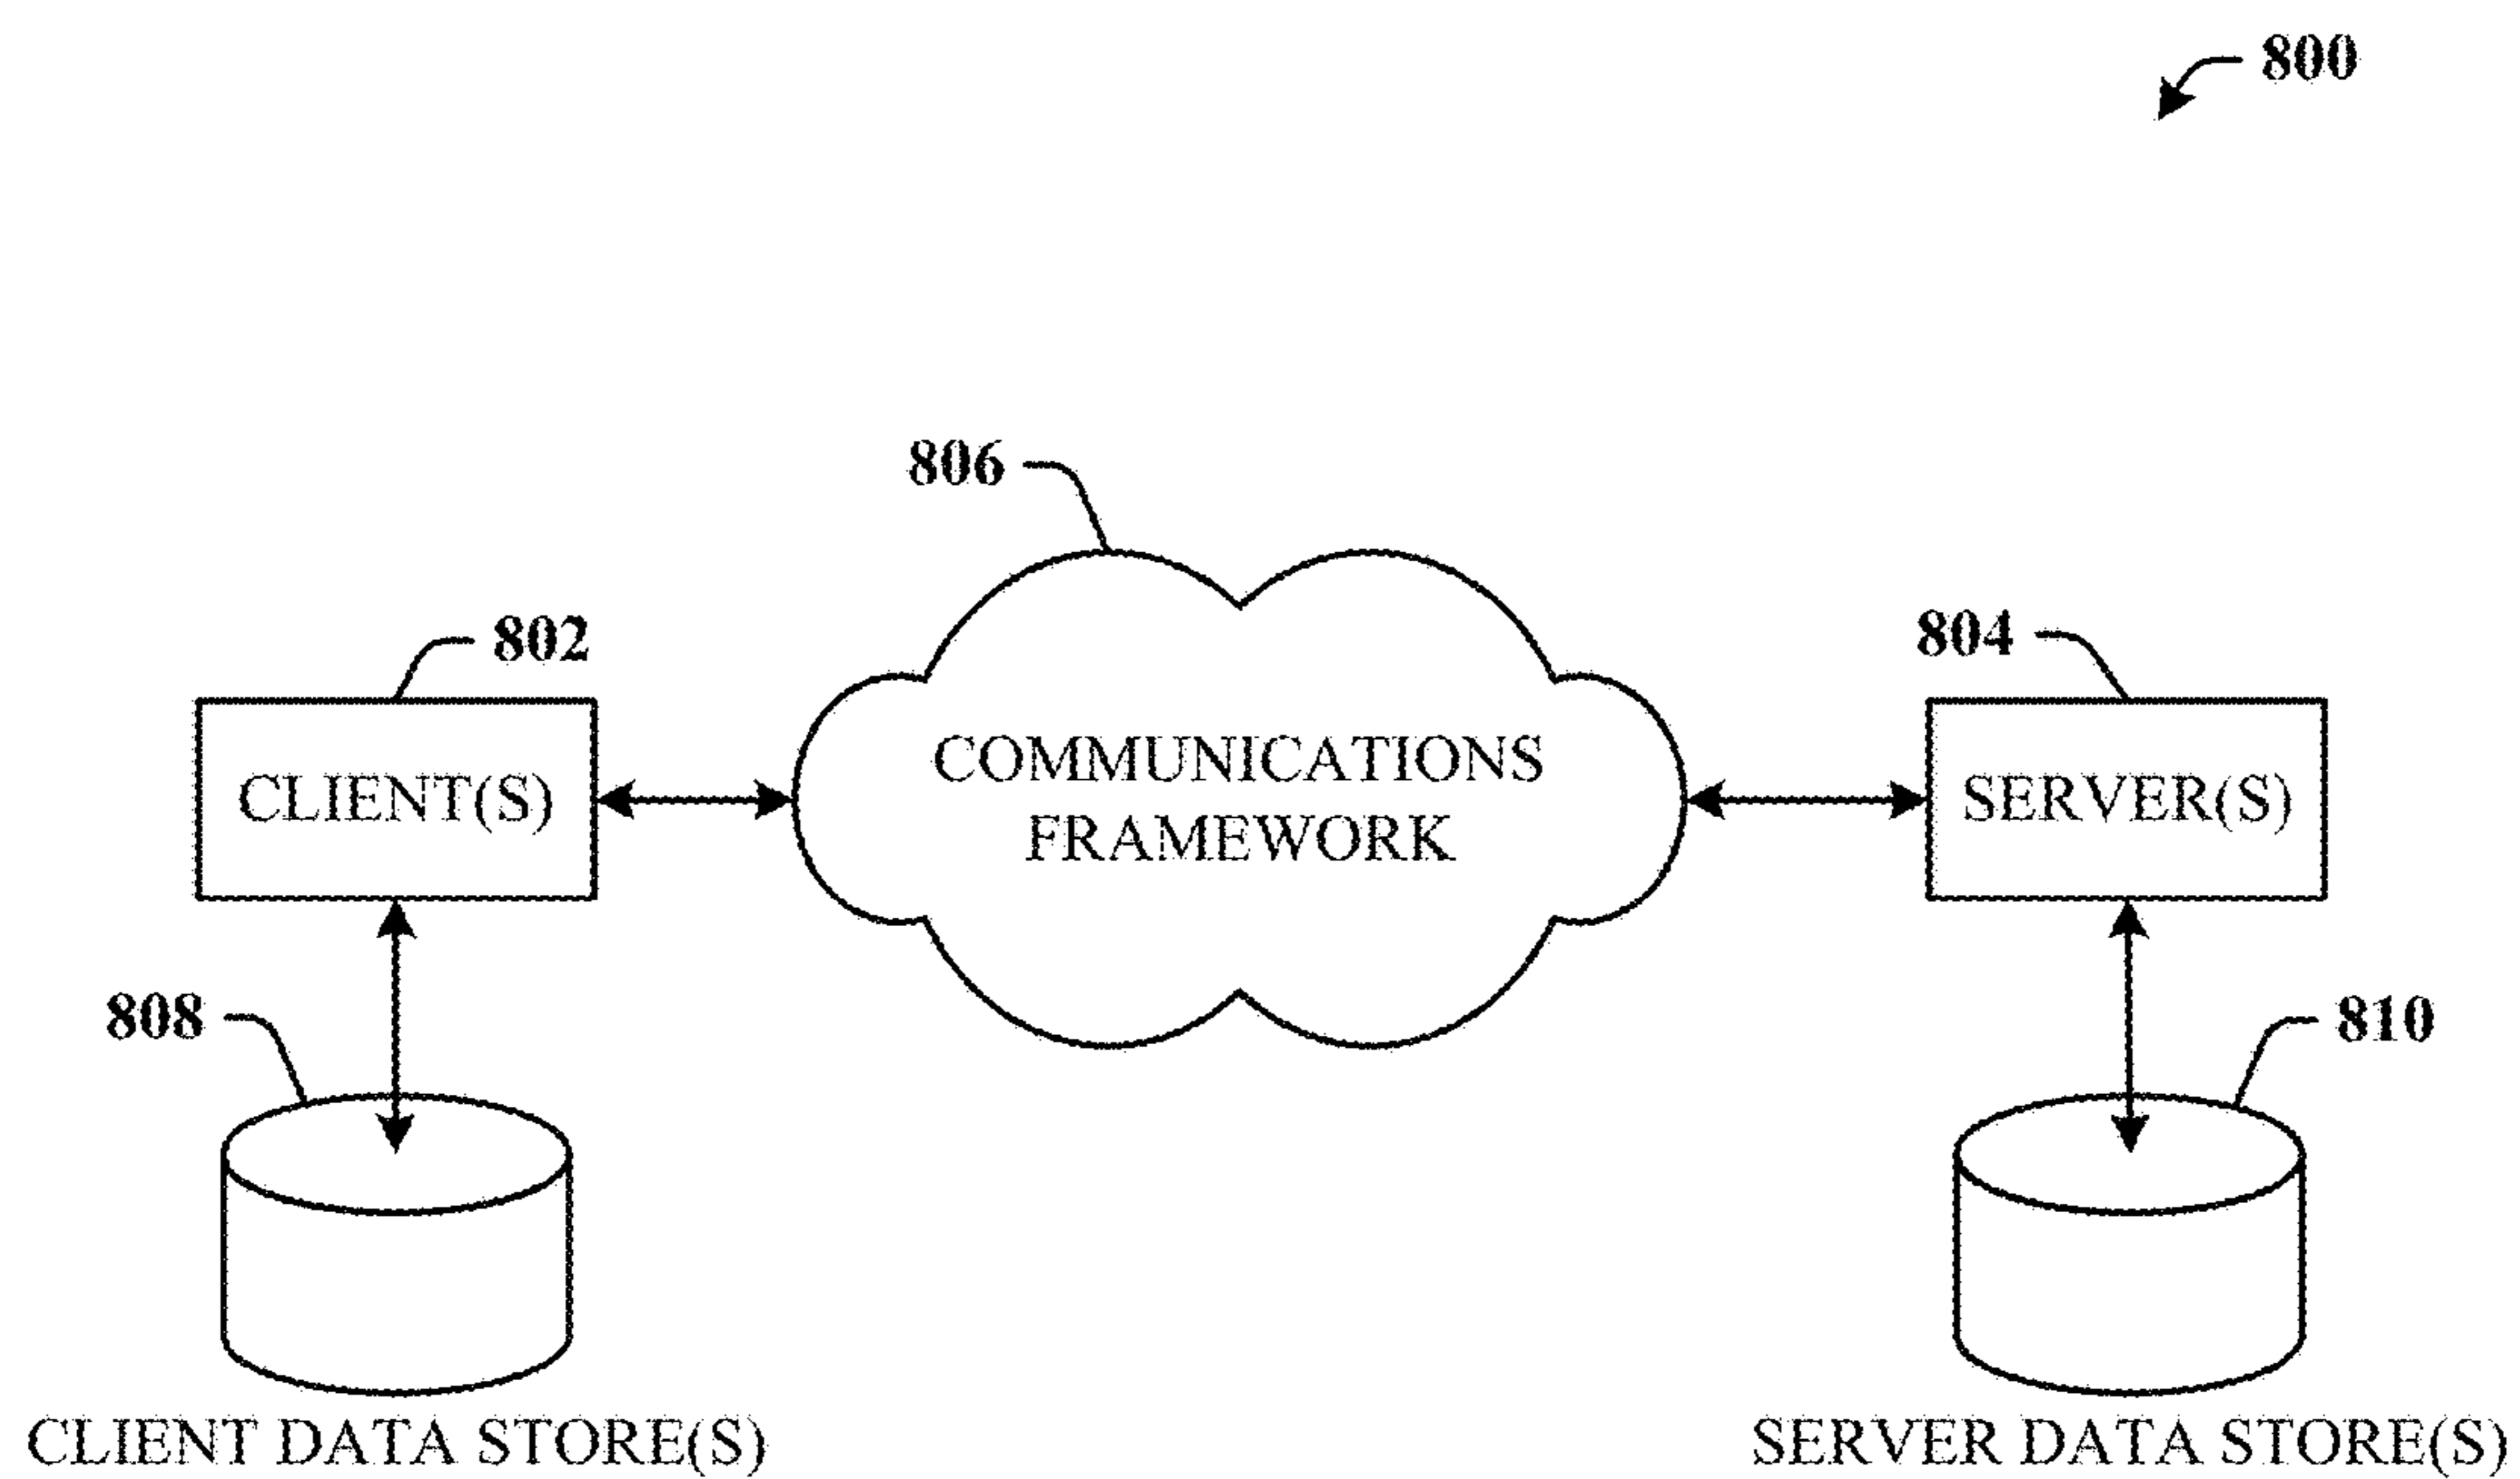 800
806
802
804
CLIENT(S)
COMMUNICATIONS
FRAMEWORK
SERVER(S)
808
810
CLIENT DATA STORE(S)
SERVER DATA STORE(S)